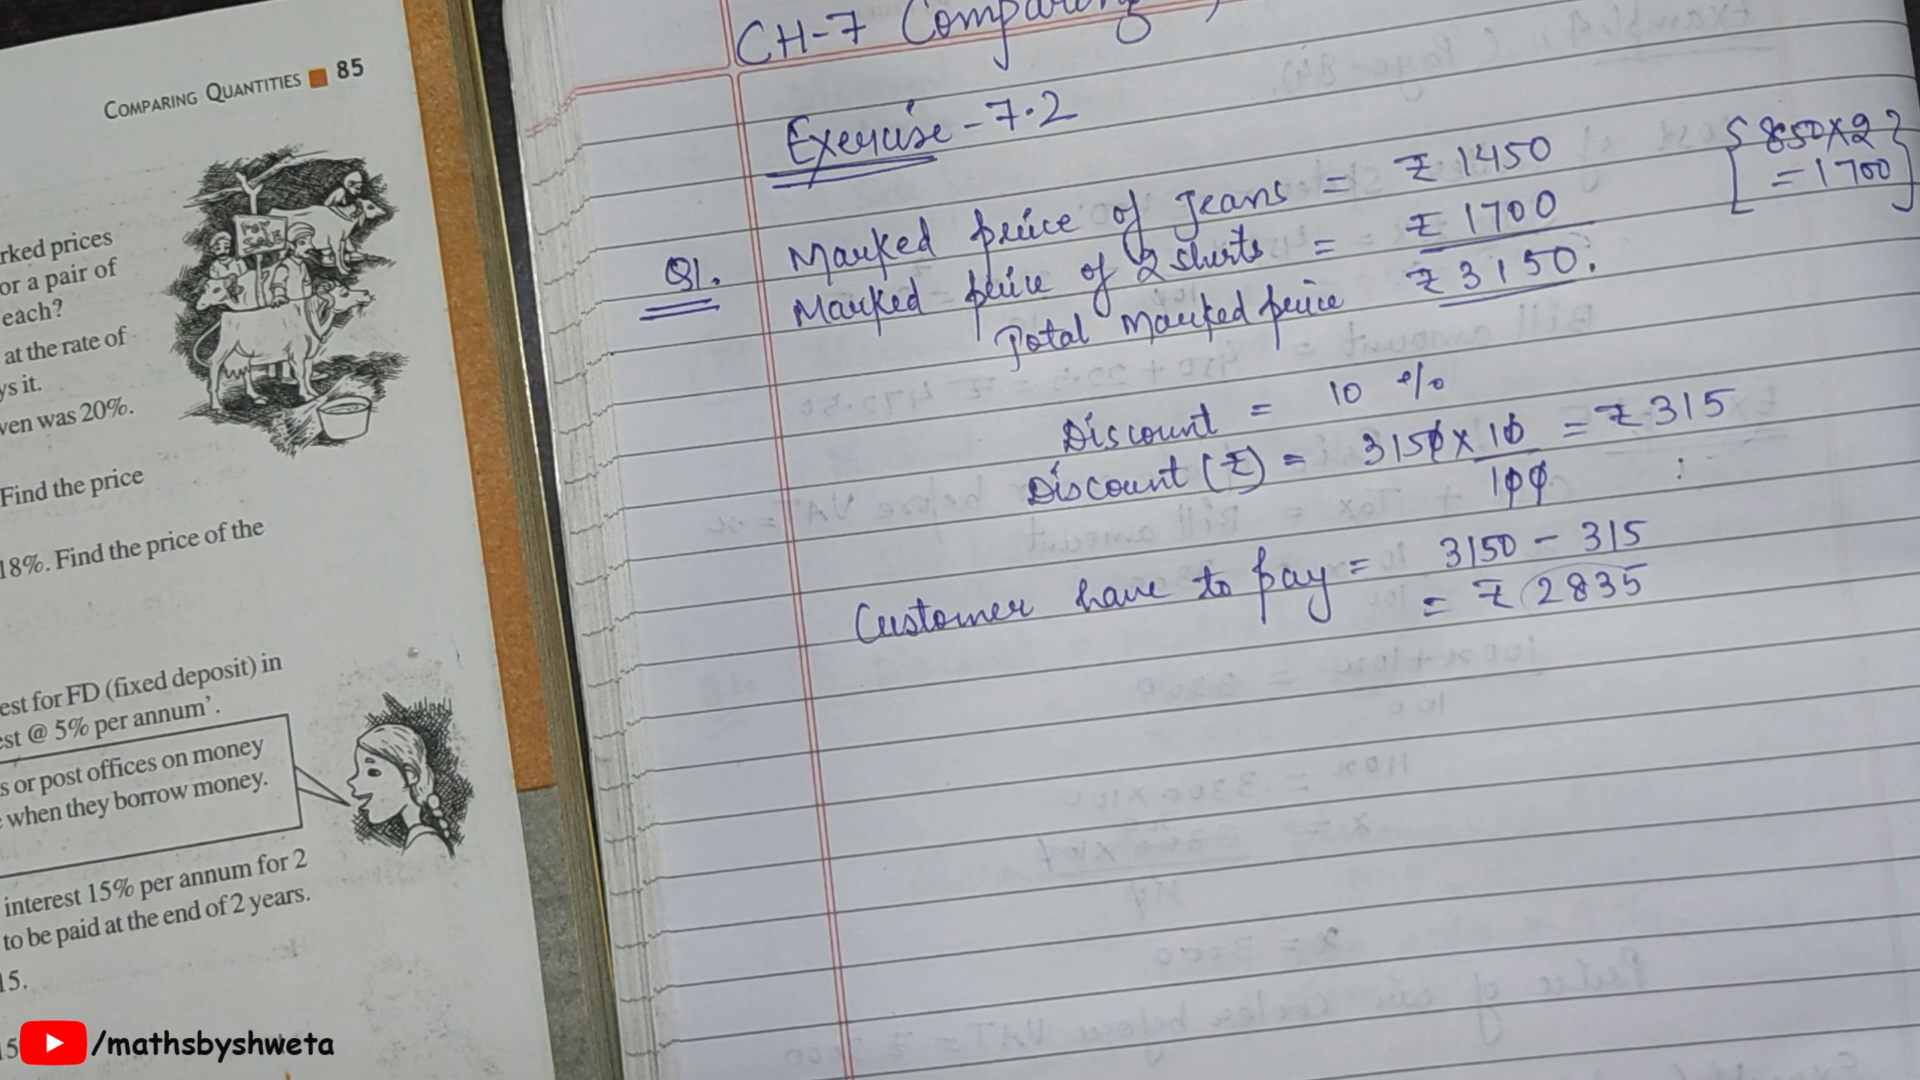 COMPARING QUANTITIES 85
rked prices
or a pair of
each?
at the rate of
ys it.
ven was 20%.
Find the price
18%. Find the price of the
est for FD (fixed deposit) in
est @ 5% per annum'.
s or post offices on money
when they borrow money.
interest 15% per annum for 2
to be paid at the end of 2 years.
15.
FOR SALE
/mathsbyshweta
CH-7 Comparing
Exercise - 7.2
Q1. Marked price of Jeans = ₹ 1450
[{850×2}
= 1700]
Marked price of 2 shirts = ₹ 1700
Total Marked price ₹ 3150.
Discount = 10 %
Discount (₹) = 3150 × 10 = ₹ 315
100
Customer have to pay = 3150 - 315
= ₹ 2835